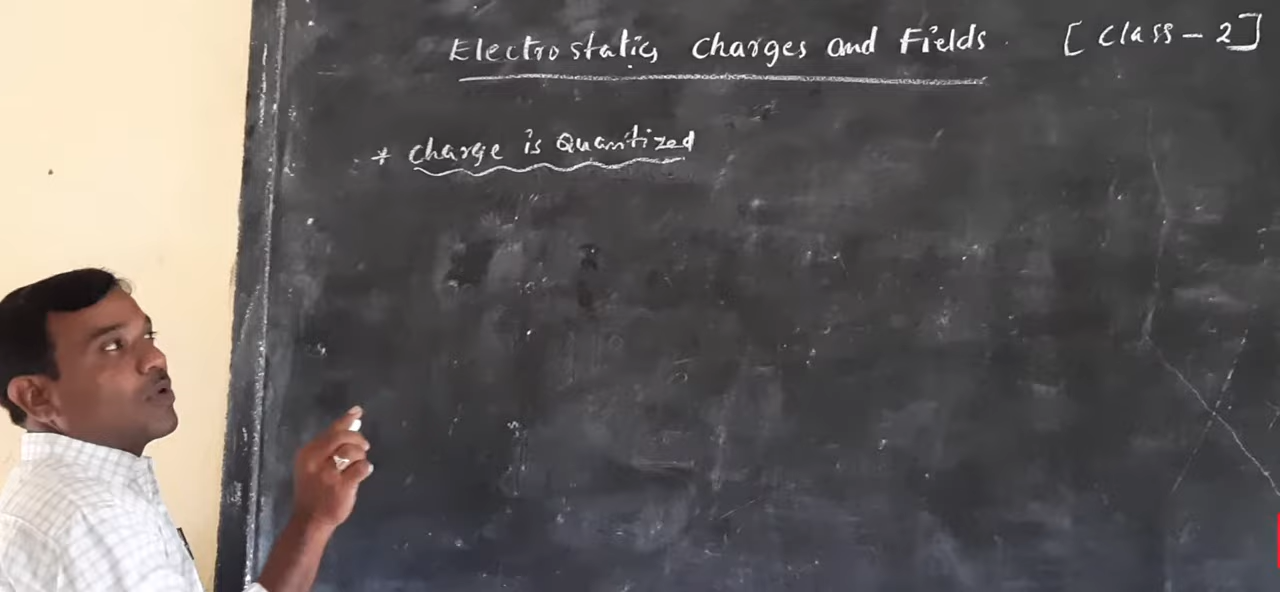 Electrostatics Charges and Fields. [Class-2]
* Charge is Quantized